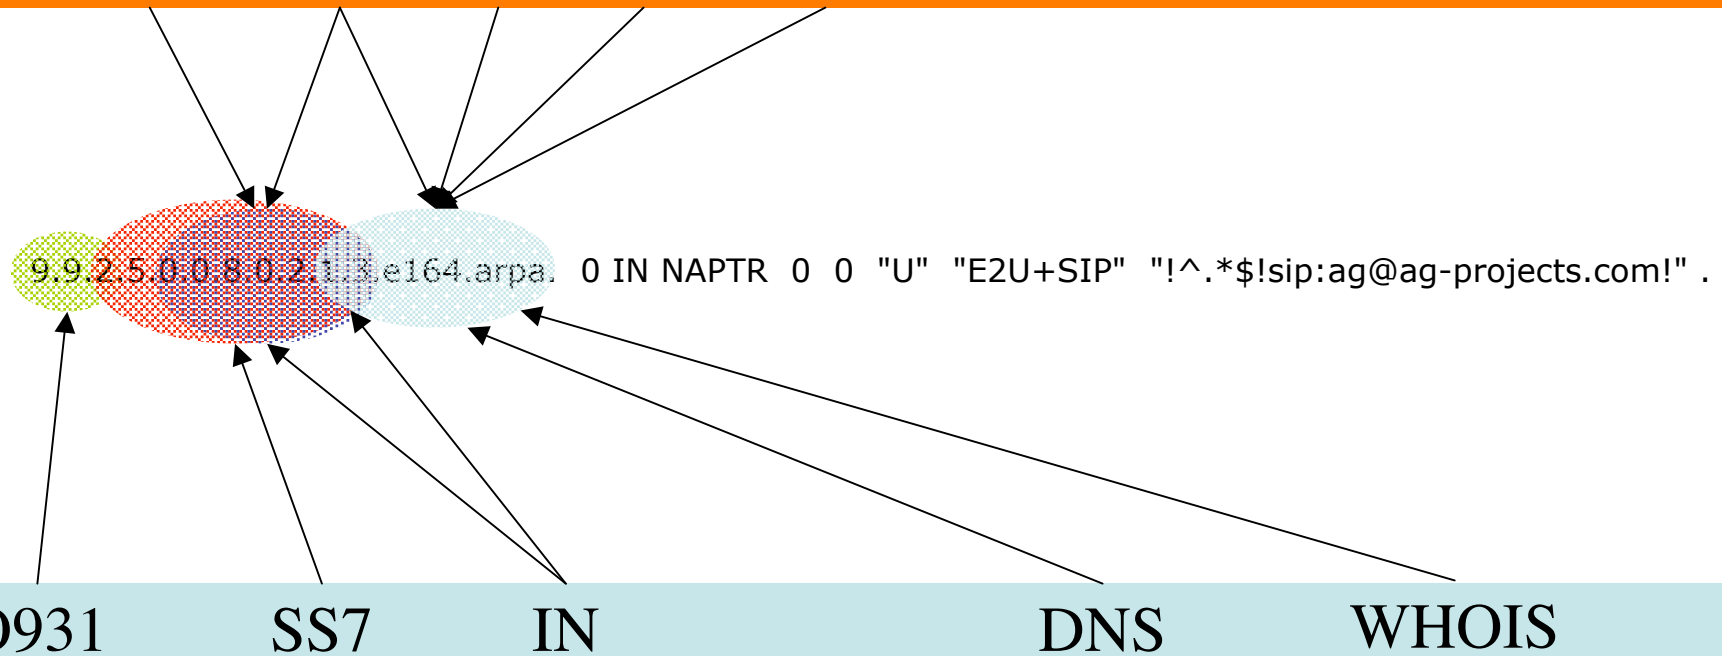 9.9.2.5.0.0.8.0.2.1.3.e164.arpa. 0 IN NAPTR 0 0 "U" "E2U+SIP" "!^.*$!sip:ag@ag-projects.com!" .
931 SS7 IN DNS WHOIS